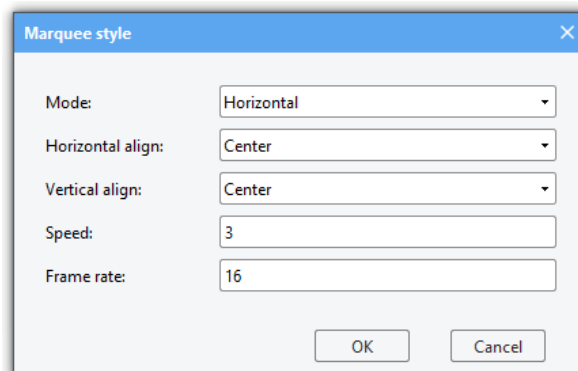 Marquee style
Mode: Horizontal
Horizontal align: Center
Vertical align: Center
Speed: 3
Frame rate: 16
OK Cancel